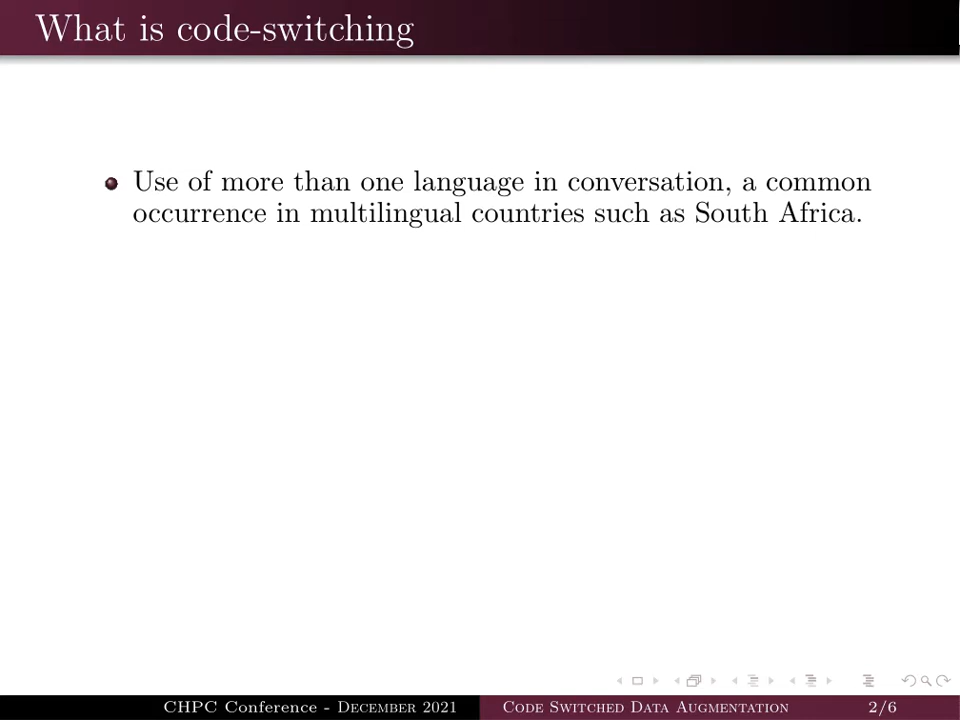 What is code-switching
Use of more than one language in conversation, a common
occurrence in multilingual countries such as South Africa.
CHPC Conference - December 2021 Code Switched Data Augmentation 2/6